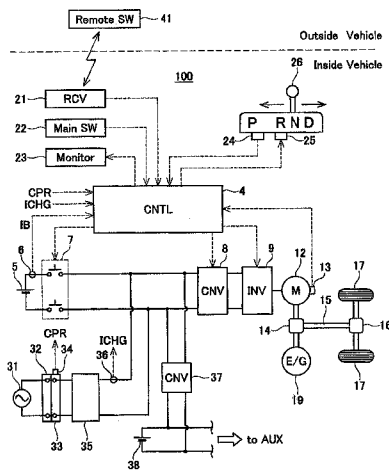 Remote SW 41
Outside Vehicle
Inside Vehicle
100
26
21 RCV
P R N D
22 Main SW
24 25
23 Monitor
CPR
ICHG
4
CNTL
IB
6 7 8 9 12 13 17
5
CNV INV M
15
14 16
CPR ICHG
E/G
19 17
31 32 34 36
CNV 37
33 35
38
to AUX